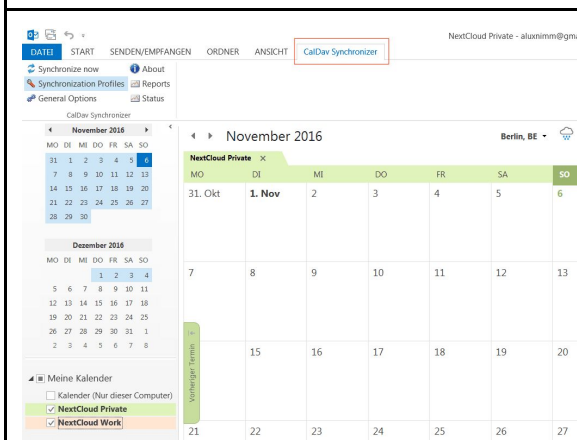 NextCloud Private - aluxnimm@gma
DATEI START SENDEN/EMPFANGEN ORDNER ANSICHT CalDav Synchronizer
Synchronize now About
Synchronization Profiles Reports
General Options Status
CalDav Synchronizer
November 2016
MO DI MI DO FR SA SO
31 1 2 3 4 5 6
7 8 9 10 11 12 13
14 15 16 17 18 19 20
21 22 23 24 25 26 27
28 29 30
Dezember 2016
MO DI MI DO FR SA SO
1 2 3 4
5 6 7 8 9 10 11
12 13 14 15 16 17 18
19 20 21 22 23 24 25
26 27 28 29 30 31 1
2 3 4 5 6 7 8
Meine Kalender
Kalender (Nur dieser Computer)
NextCloud Private
NextCloud Work
November 2016 Berlin, BE
NextCloud Private
MO DI MI DO FR SA SO
31. Okt 1. Nov 2 3 4 5 6
7 8 9 10 11 12 13
Vorheriger Termin
15 16 17 18 19 20
21 22 23 24 25 26 27